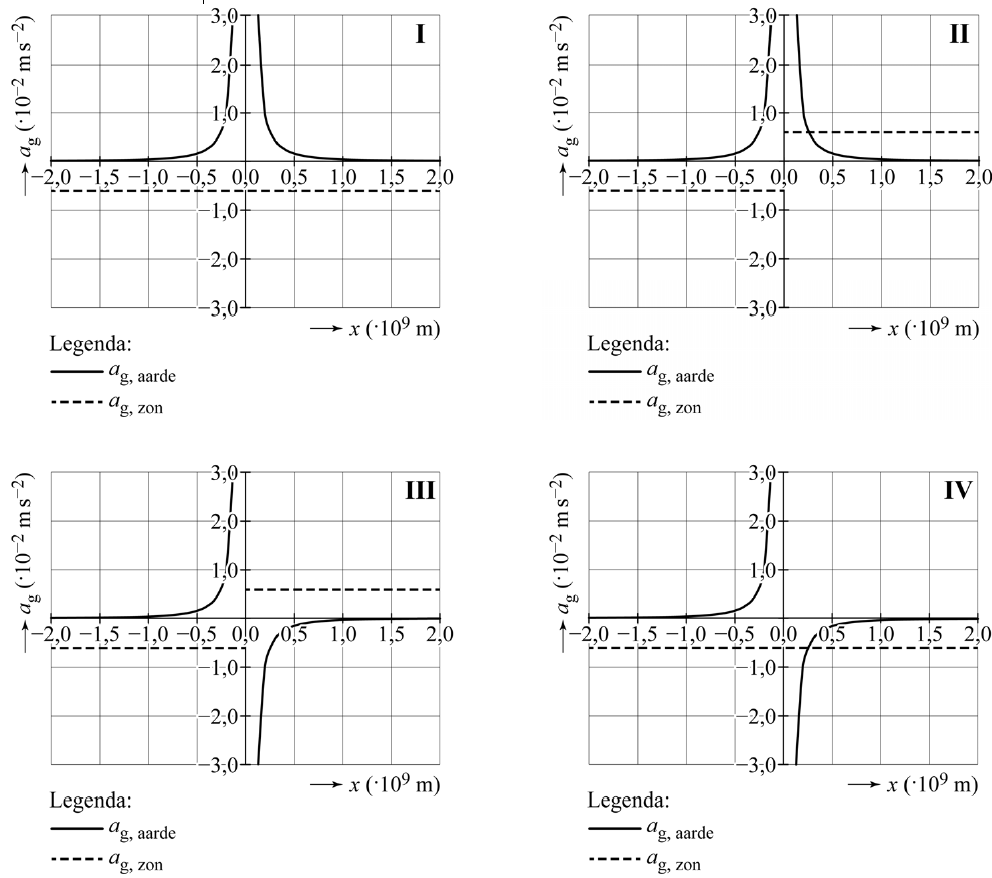 I
a_g (·10⁻² m s⁻²)
3,0
2,0
1,0
−2,0 −1,5 −1,0 −0,5 0,0 0,5 1,0 1,5 2,0
−1,0
−2,0
−3,0
x (·10⁹ m)
Legenda:
a_g, aarde
a_g, zon
II
a_g (·10⁻² m s⁻²)
3,0
2,0
1,0
−2,0 −1,5 −1,0 −0,5 0,0 0,5 1,0 1,5 2,0
−1,0
−2,0
−3,0
x (·10⁹ m)
Legenda:
a_g, aarde
a_g, zon
III
a_g (·10⁻² m s⁻²)
3,0
2,0
1,0
−2,0 −1,5 −1,0 −0,5 0,0 0,5 1,0 1,5 2,0
−1,0
−2,0
−3,0
x (·10⁹ m)
Legenda:
a_g, aarde
a_g, zon
IV
a_g (·10⁻² m s⁻²)
3,0
2,0
1,0
−2,0 −1,5 −1,0 −0,5 0,0 0,5 1,0 1,5 2,0
−1,0
−2,0
−3,0
x (·10⁹ m)
Legenda:
a_g, aarde
a_g, zon